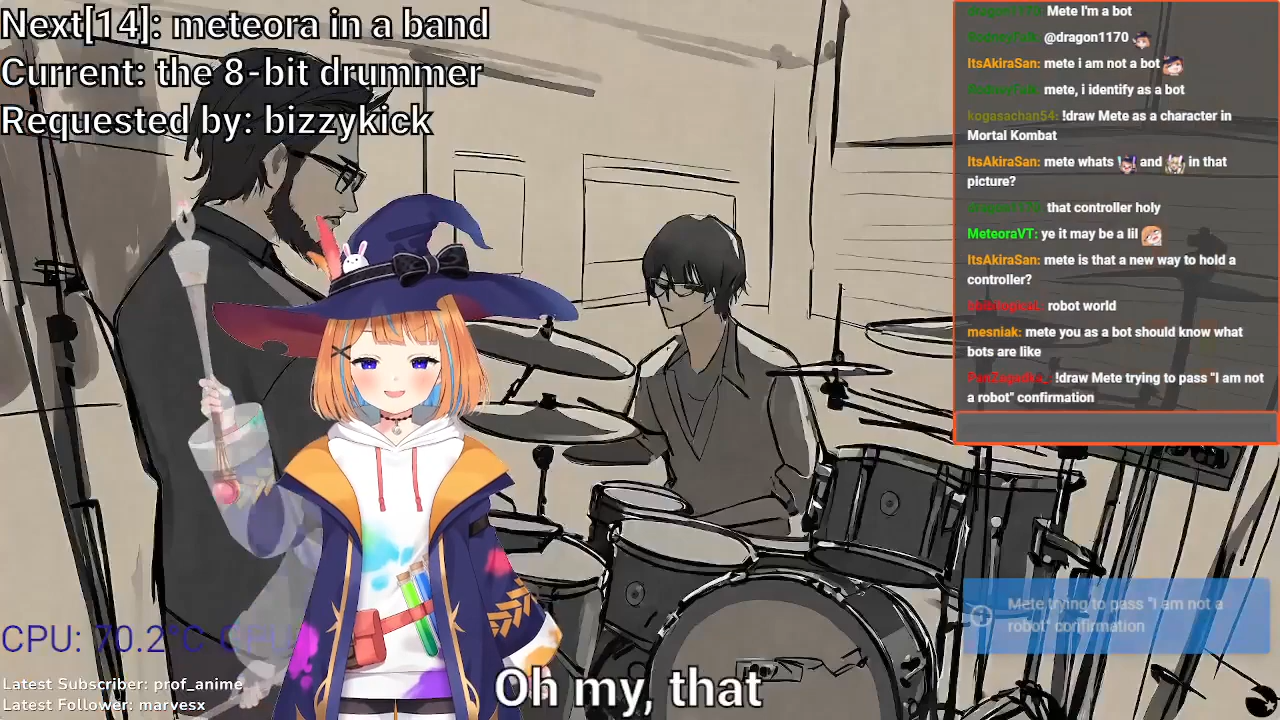 Next[14]: meteora in a band
Current: the 8-bit drummer
Requested by: bizzykick
dragon1170: Mete I'm a bot
RodneyFulk: @dragon1170
ItsAkiraSan: mete i am not a bot
RodneyFulk: mete, i identify as a bot
kogasachan54: !draw Mete as a character in
Mortal Kombat
ItsAkiraSan: mete whats and in that
picture?
dragon1170: that controller holy
MeteoraVT: ye it may be a lil
ItsAkiraSan: mete is that a new way to hold a
controller?
robot world
mesniak: mete you as a bot should know what
bots are like
!draw Mete trying to pass "I am not
a robot" confirmation
Mete trying to pass "I am not a
robot" confirmation
CPU: 70.2°C GPU
Latest Subscriber: prof_anime
Latest Follower: marvesx
Oh my, that